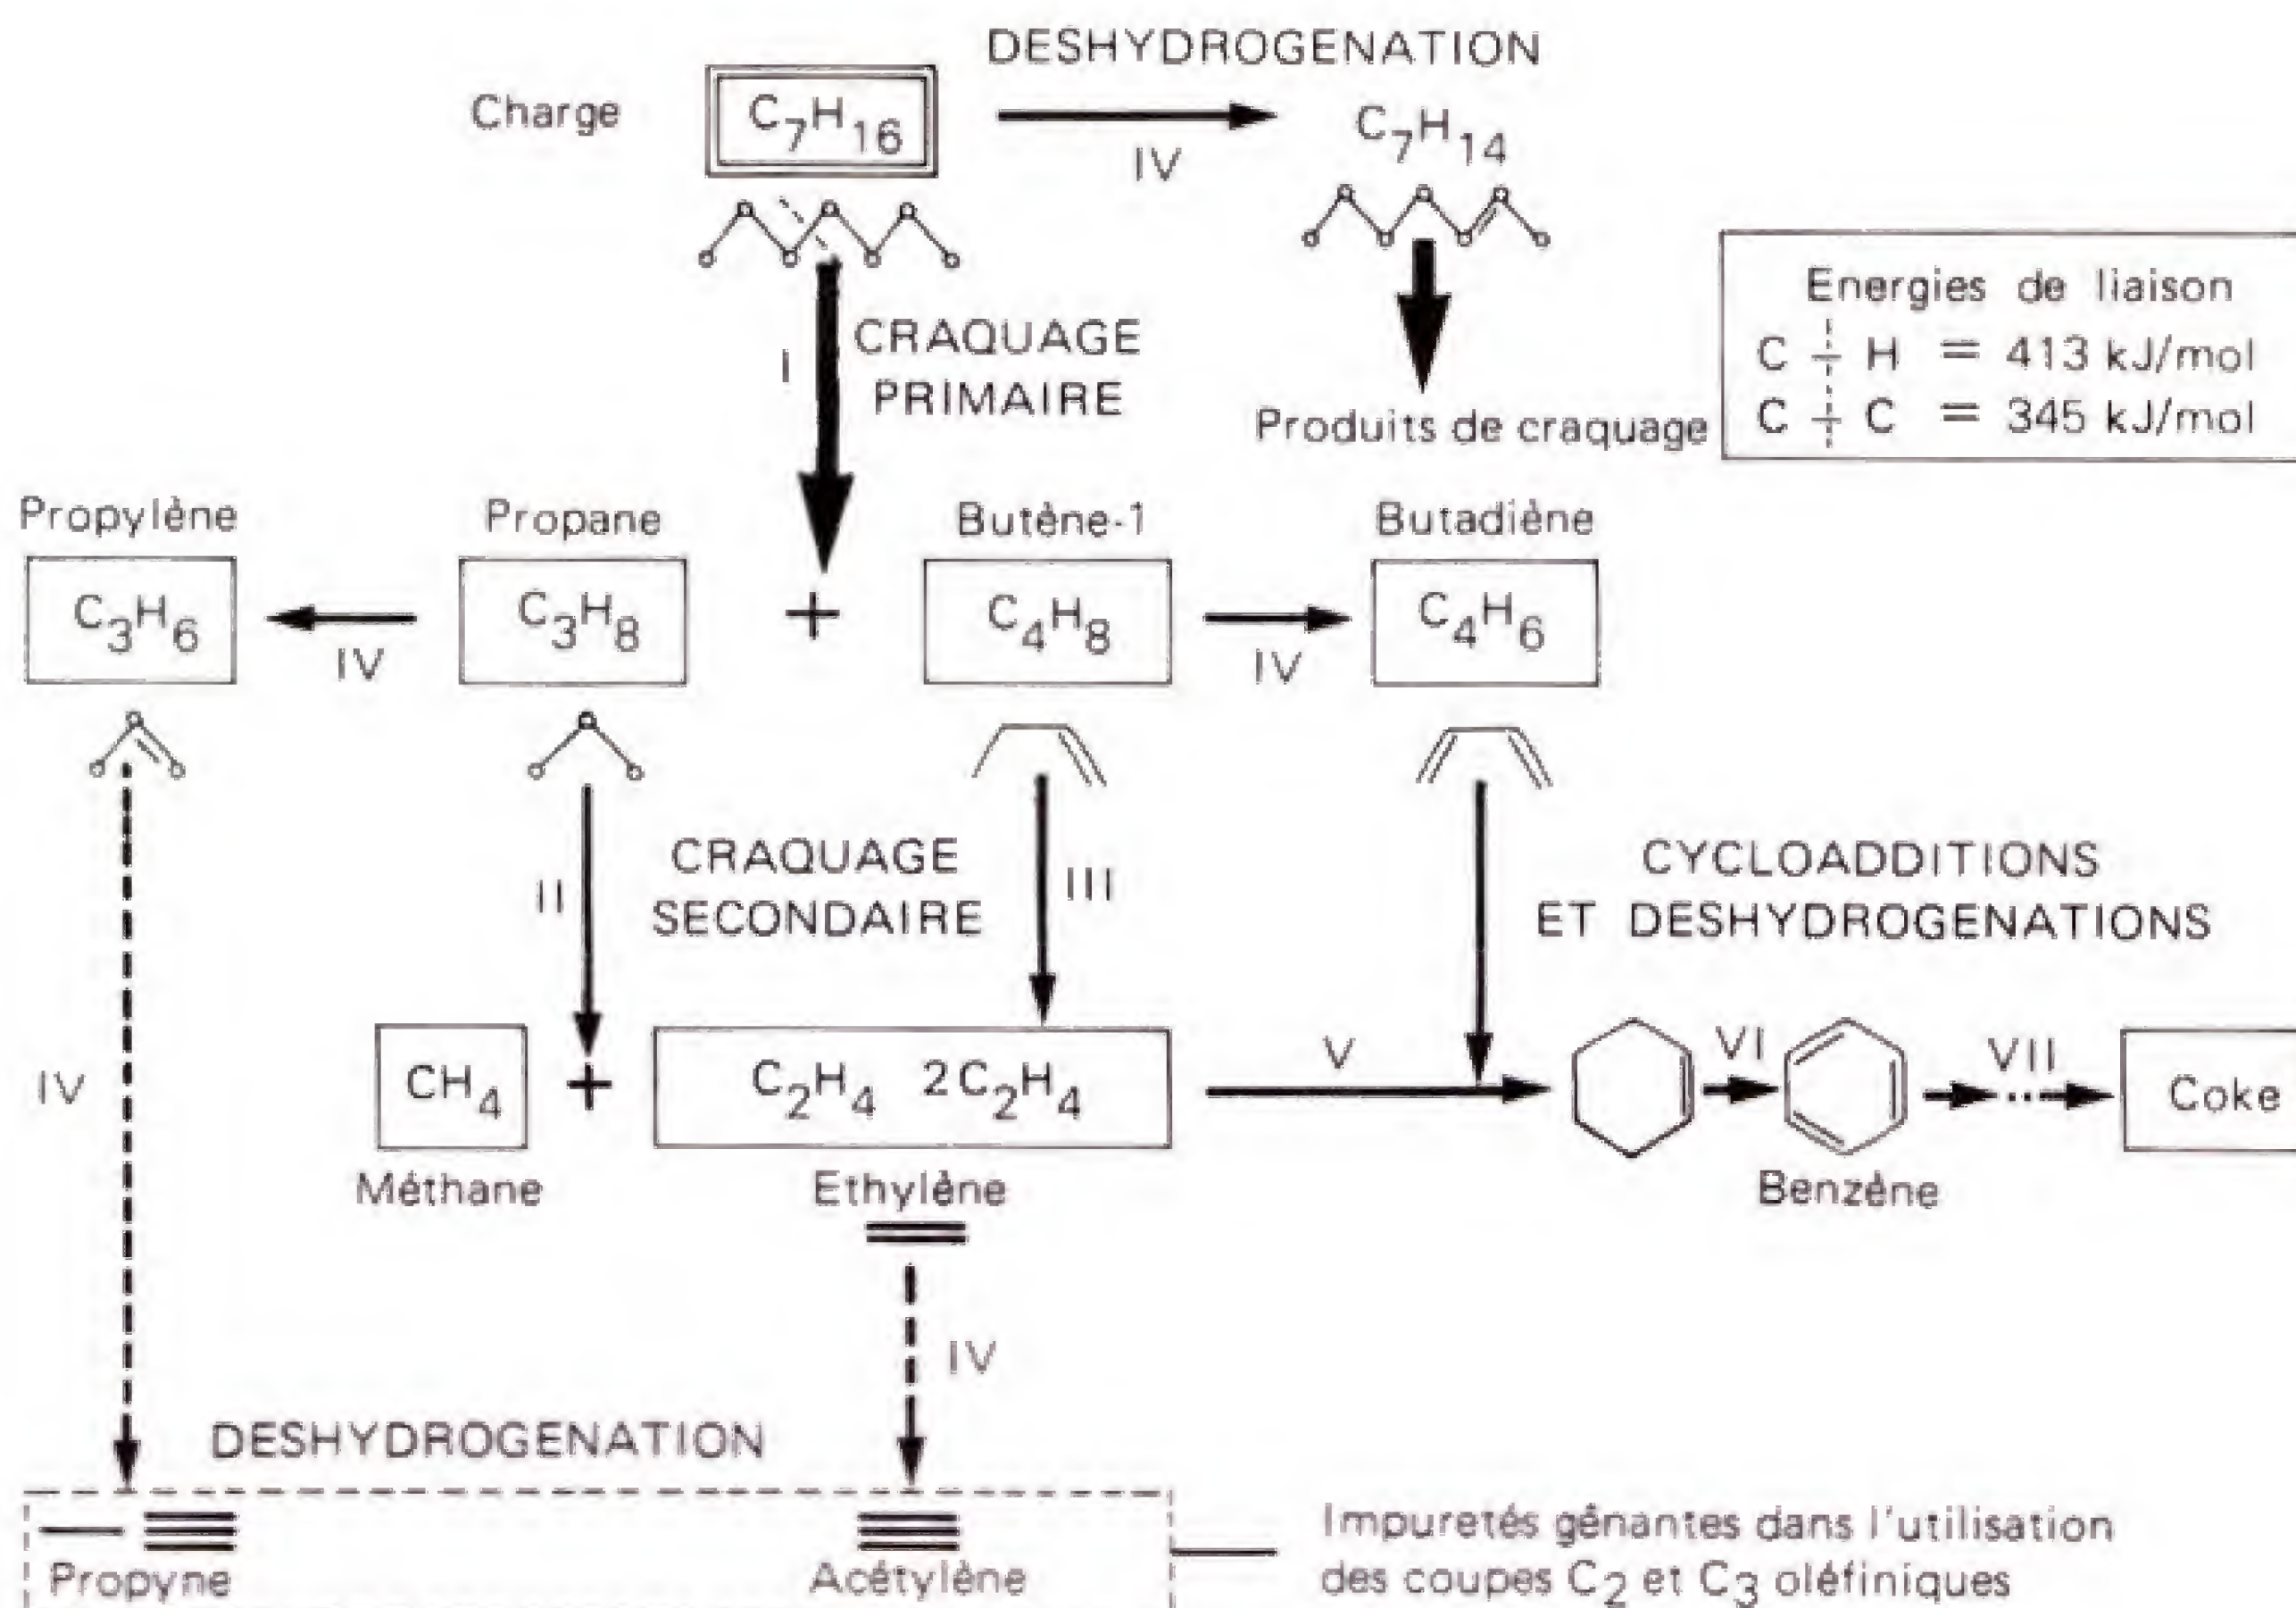 DESHYDROGENATION
Charge C7H16 IV C7H14
I CRAQUAGE
PRIMAIRE
Produits de craquage
Energies de liaison
C H = 413 kJ/mol
C C = 345 kJ/mol
Propylène Propane Butène-1 Butadiène
C3H6 IV C3H8 + C4H8 IV C4H6
II CRAQUAGE
SECONDAIRE III
CYCLOADDITIONS
ET DESHYDROGENATIONS
IV CH4 + C2H4 2C2H4 V VI VII Coke
Méthane Ethylène Benzène
IV
DESHYDROGENATION
Propyne Acétylène
Impuretés gênantes dans l'utilisation
des coupes C2 et C3 oléfiniques